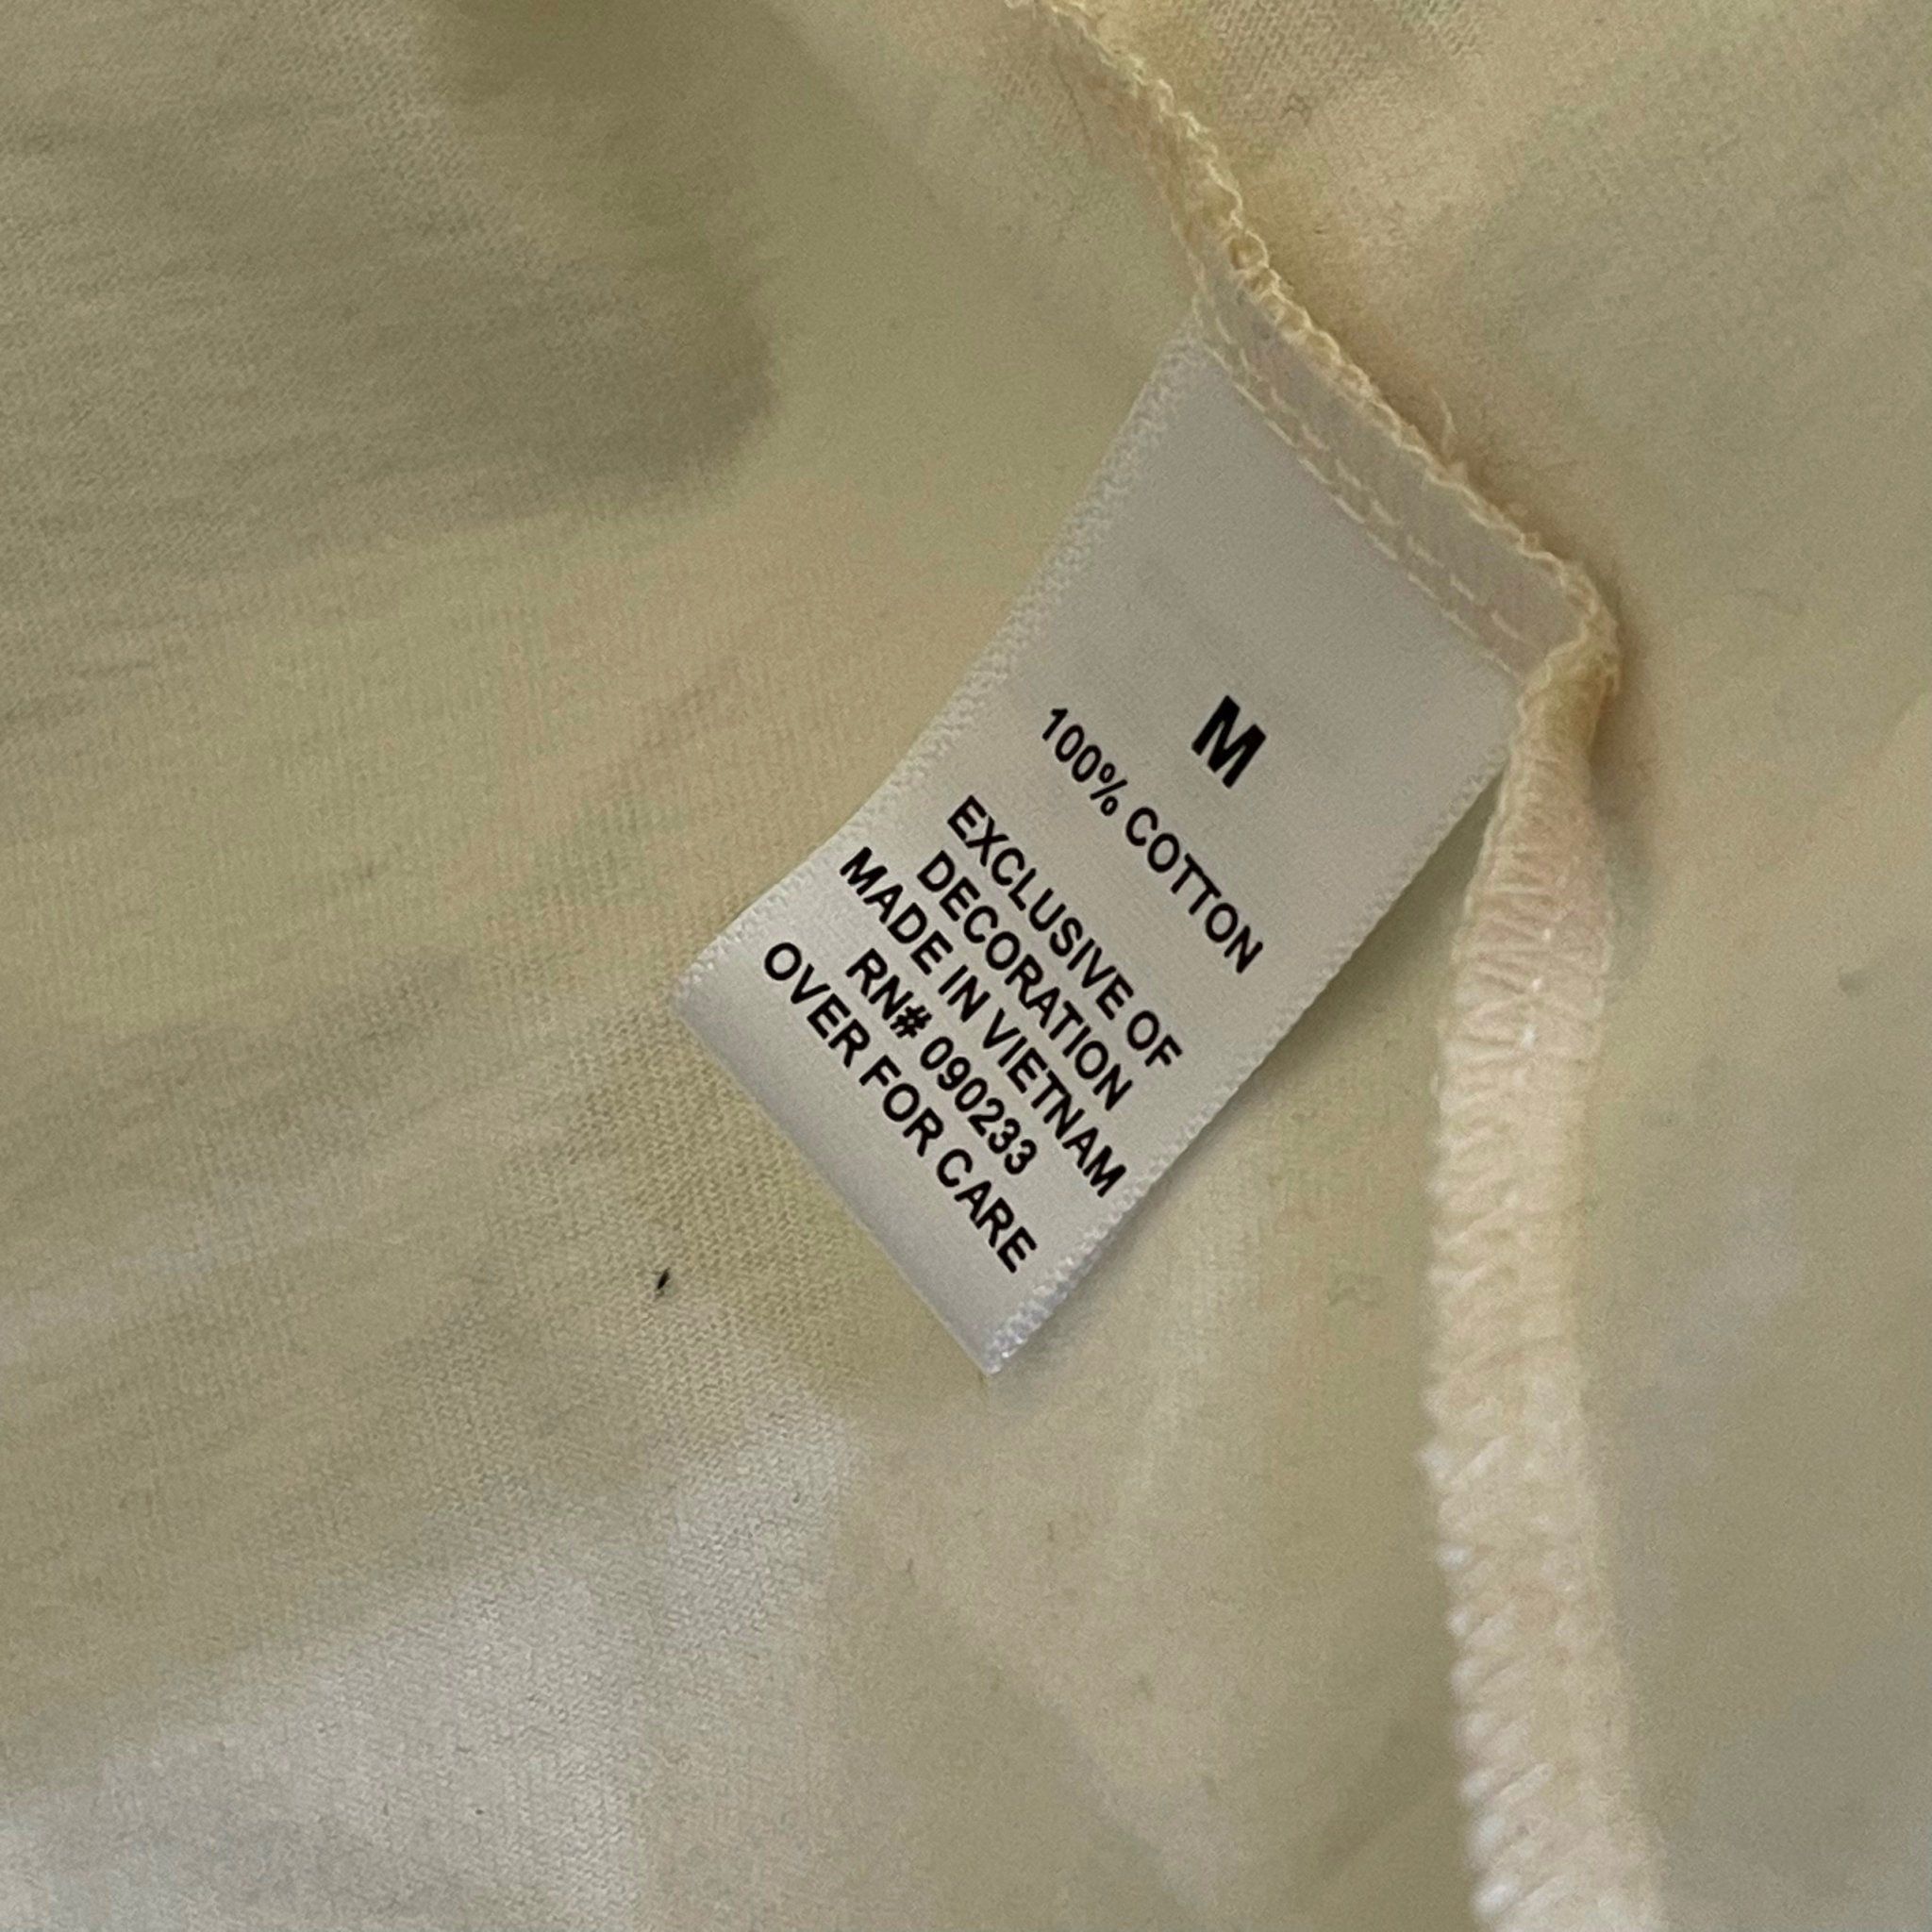 M
100% COTTON
EXCLUSIVE OF
DECORATION
MADE IN VIETNAM
RN# 090233
OVER FOR CARE